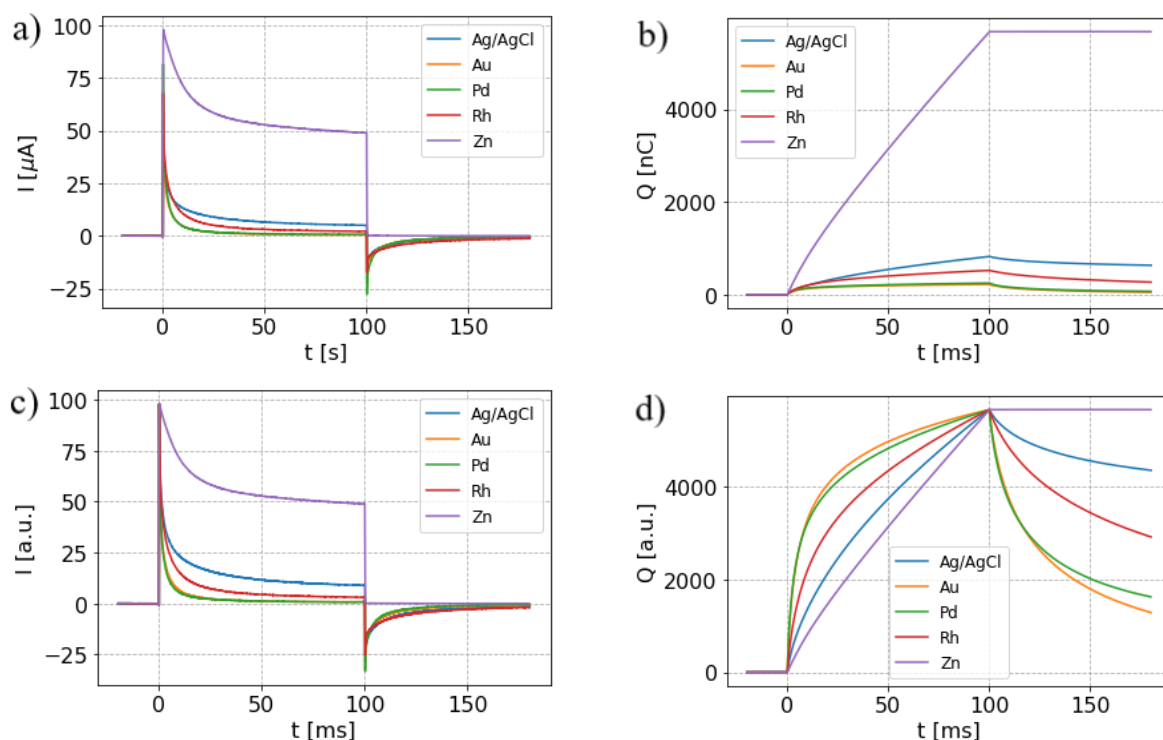 a)
100
75
50
25
0
−25
I [μA]
0 50 100 150
t [s]
Ag/AgCl
Au
Pd
Rh
Zn
b)
4000
2000
0
Q [nC]
0 50 100 150
t [ms]
Ag/AgCl
Au
Pd
Rh
Zn
c)
100
75
50
25
0
−25
I [a.u.]
0 50 100 150
t [ms]
Ag/AgCl
Au
Pd
Rh
Zn
d)
4000
2000
0
Q [a.u.]
0 50 100 150
t [ms]
Ag/AgCl
Au
Pd
Rh
Zn